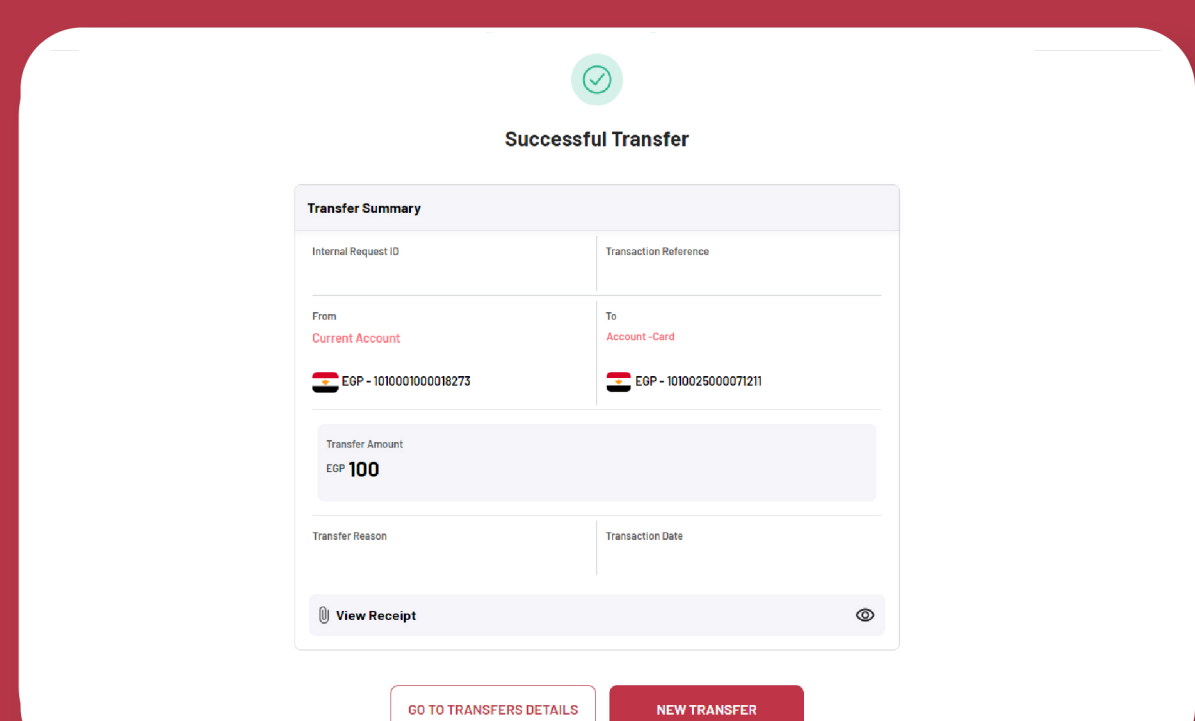 Successful Transfer
Transfer Summary
Internal Request ID
Transaction Reference
From
Current Account
EGP - 1010001000018273
To
Account -Card
EGP - 1010025000071211
Transfer Amount
EGP 100
Transfer Reason
Transaction Date
View Receipt
GO TO TRANSFERS DETAILS
NEW TRANSFER